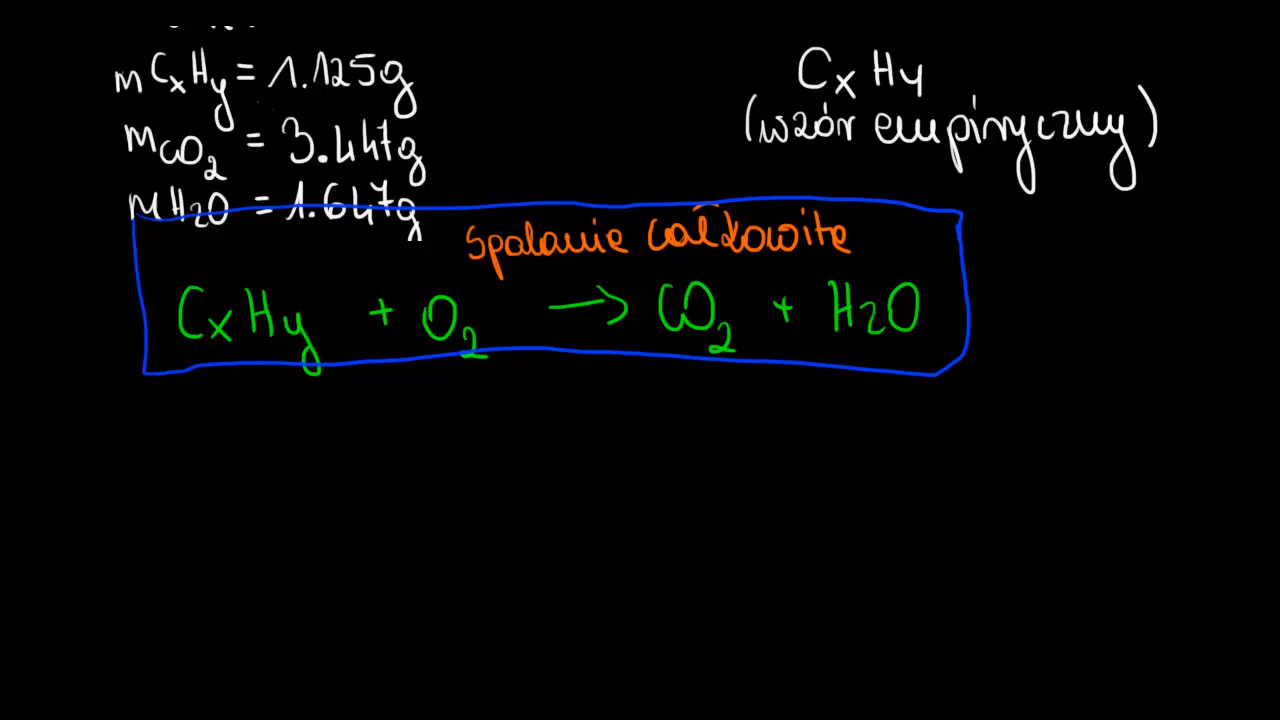 mCxHy = 1.125g
mCO2 = 3.447g
mH2O = 1.647g
CxHy
(wzór empiryczny)
Spalanie całkowite
CxHy + O2 → CO2 + H2O